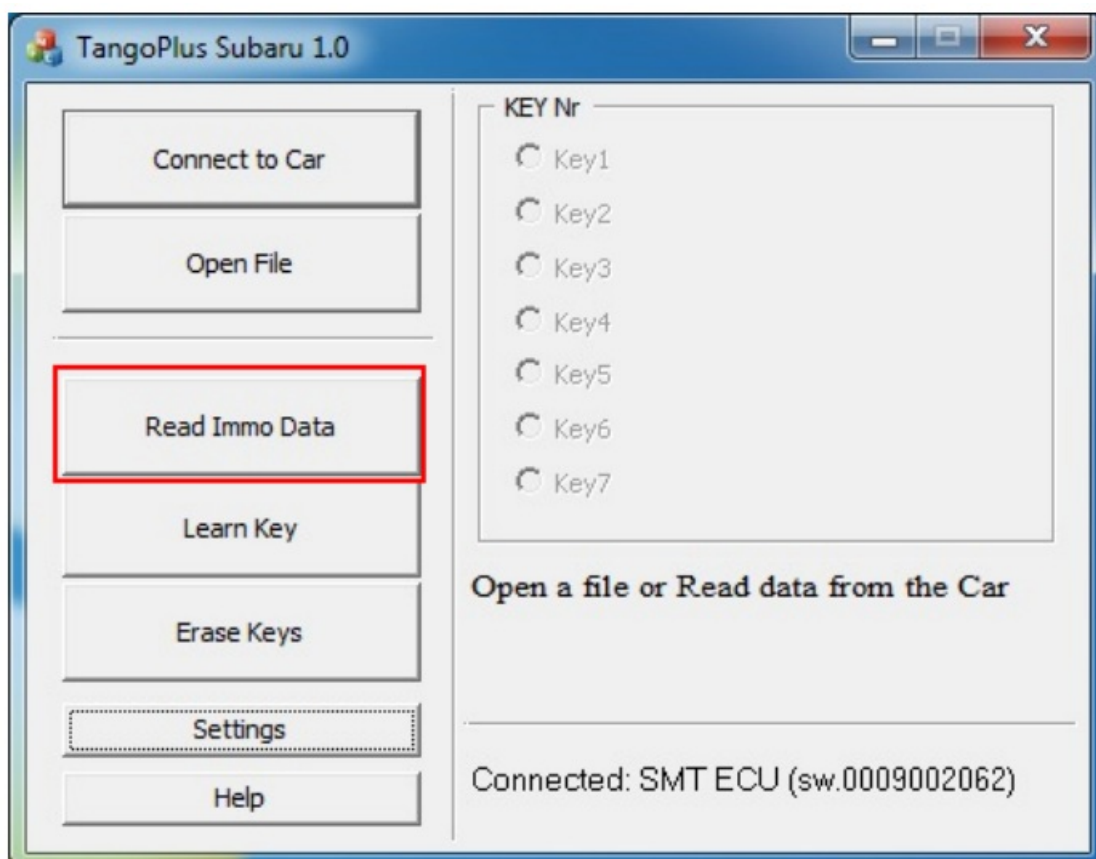 TangoPlus Subaru 1.0
Connect to Car
Open File
Read Immo Data
Learn Key
Erase Keys
Settings
Help
KEY Nr
Key1
Key2
Key3
Key4
Key5
Key6
Key7
Open a file or Read data from the Car
Connected: SMT ECU (sw.0009002062)